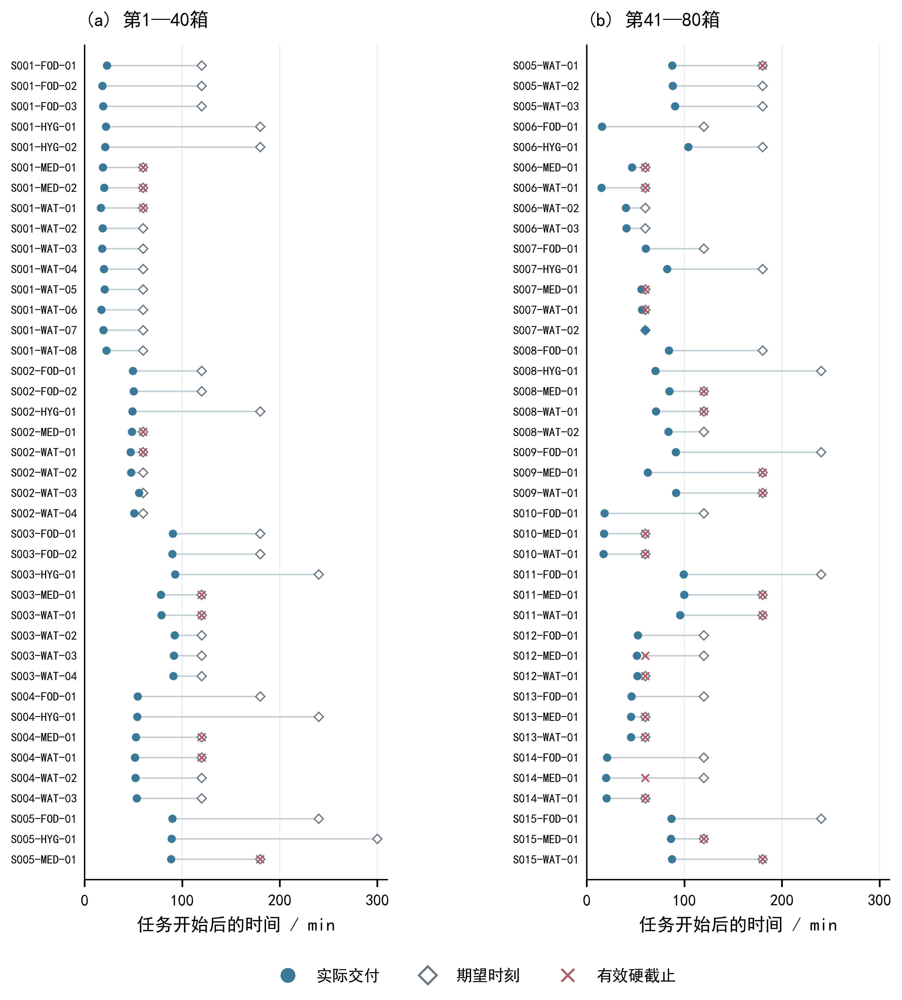 (a) 第1—40箱
S001-FOD-01
S001-FOD-02
S001-FOD-03
S001-HYG-01
S001-HYG-02
S001-MED-01
S001-MED-02
S001-WAT-01
S001-WAT-02
S001-WAT-03
S001-WAT-04
S001-WAT-05
S001-WAT-06
S001-WAT-07
S001-WAT-08
S002-FOD-01
S002-FOD-02
S002-HYG-01
S002-MED-01
S002-WAT-01
S002-WAT-02
S002-WAT-03
S002-WAT-04
S003-FOD-01
S003-FOD-02
S003-HYG-01
S003-MED-01
S003-WAT-01
S003-WAT-02
S003-WAT-03
S003-WAT-04
S004-FOD-01
S004-HYG-01
S004-MED-01
S004-WAT-01
S004-WAT-02
S004-WAT-03
S005-FOD-01
S005-HYG-01
S005-MED-01
0 100 200 300
任务开始后的时间 / min
(b) 第41—80箱
S005-WAT-01
S005-WAT-02
S005-WAT-03
S006-FOD-01
S006-HYG-01
S006-MED-01
S006-WAT-01
S006-WAT-02
S006-WAT-03
S007-FOD-01
S007-HYG-01
S007-MED-01
S007-WAT-01
S007-WAT-02
S008-FOD-01
S008-HYG-01
S008-MED-01
S008-WAT-01
S008-WAT-02
S009-FOD-01
S009-MED-01
S009-WAT-01
S010-FOD-01
S010-MED-01
S010-WAT-01
S011-FOD-01
S011-MED-01
S011-WAT-01
S012-FOD-01
S012-MED-01
S012-WAT-01
S013-FOD-01
S013-MED-01
S013-WAT-01
S014-FOD-01
S014-MED-01
S014-WAT-01
S015-FOD-01
S015-MED-01
S015-WAT-01
0 100 200 300
任务开始后的时间 / min
实际交付 期望时刻 有效硬截止